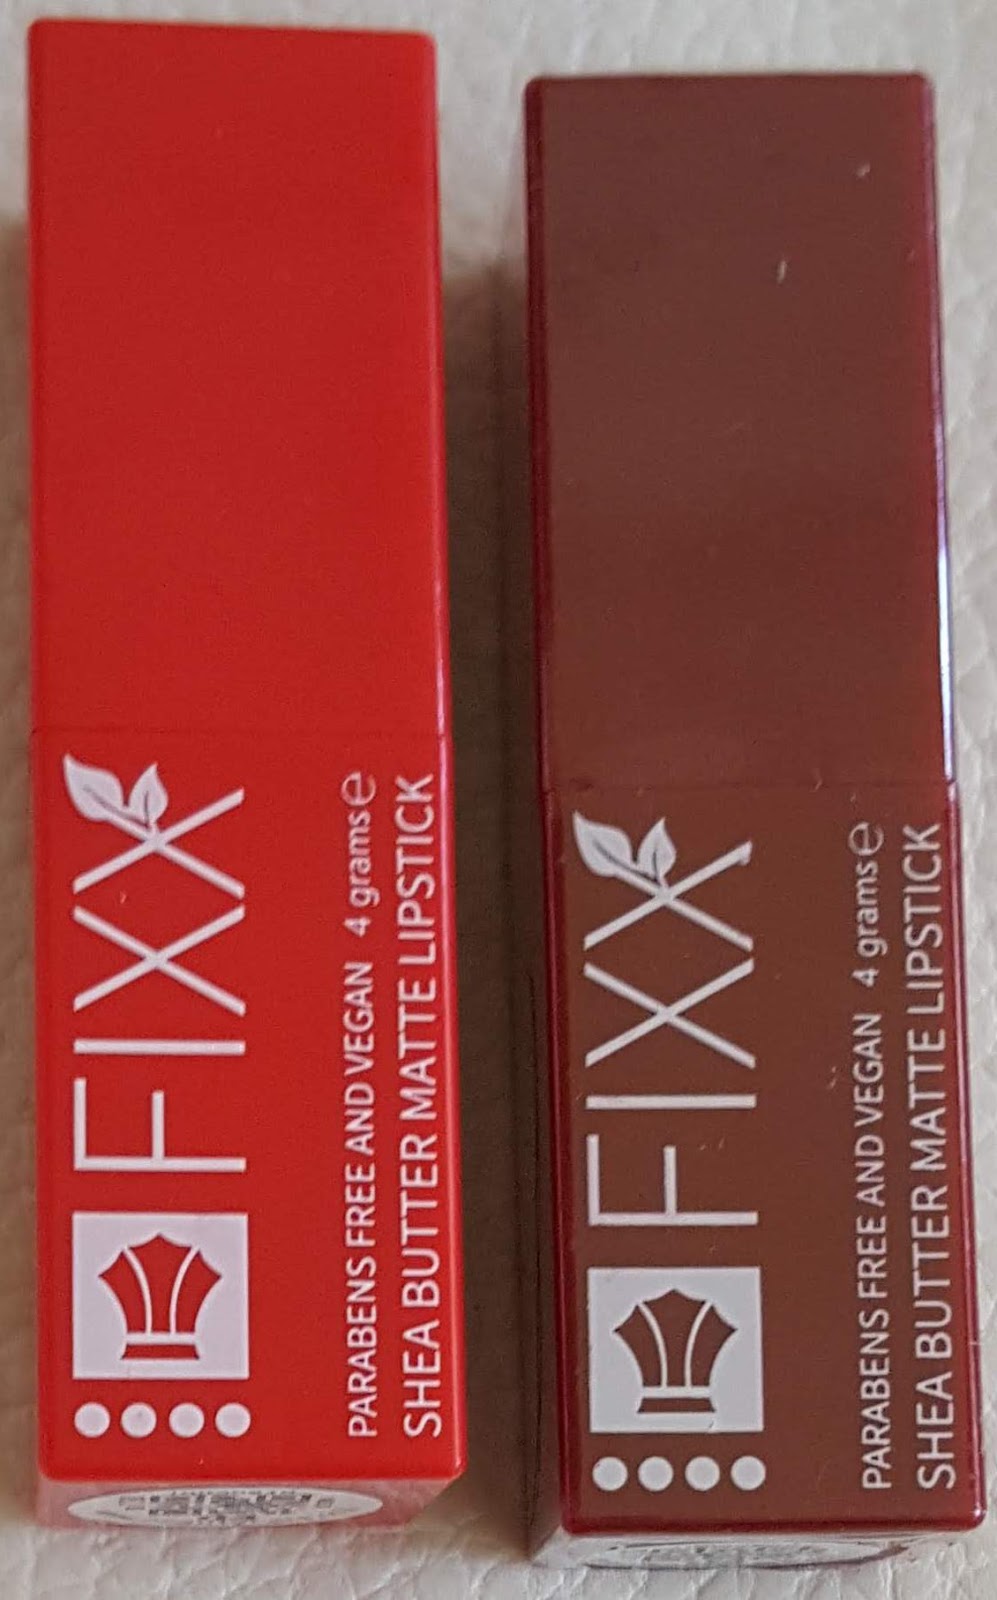 FIXX
PARABENS FREE AND VEGAN 4 grams℮
SHEA BUTTER MATTE LIPSTICK
FIXX
PARABENS FREE AND VEGAN 4 grams℮
SHEA BUTTER MATTE LIPSTICK